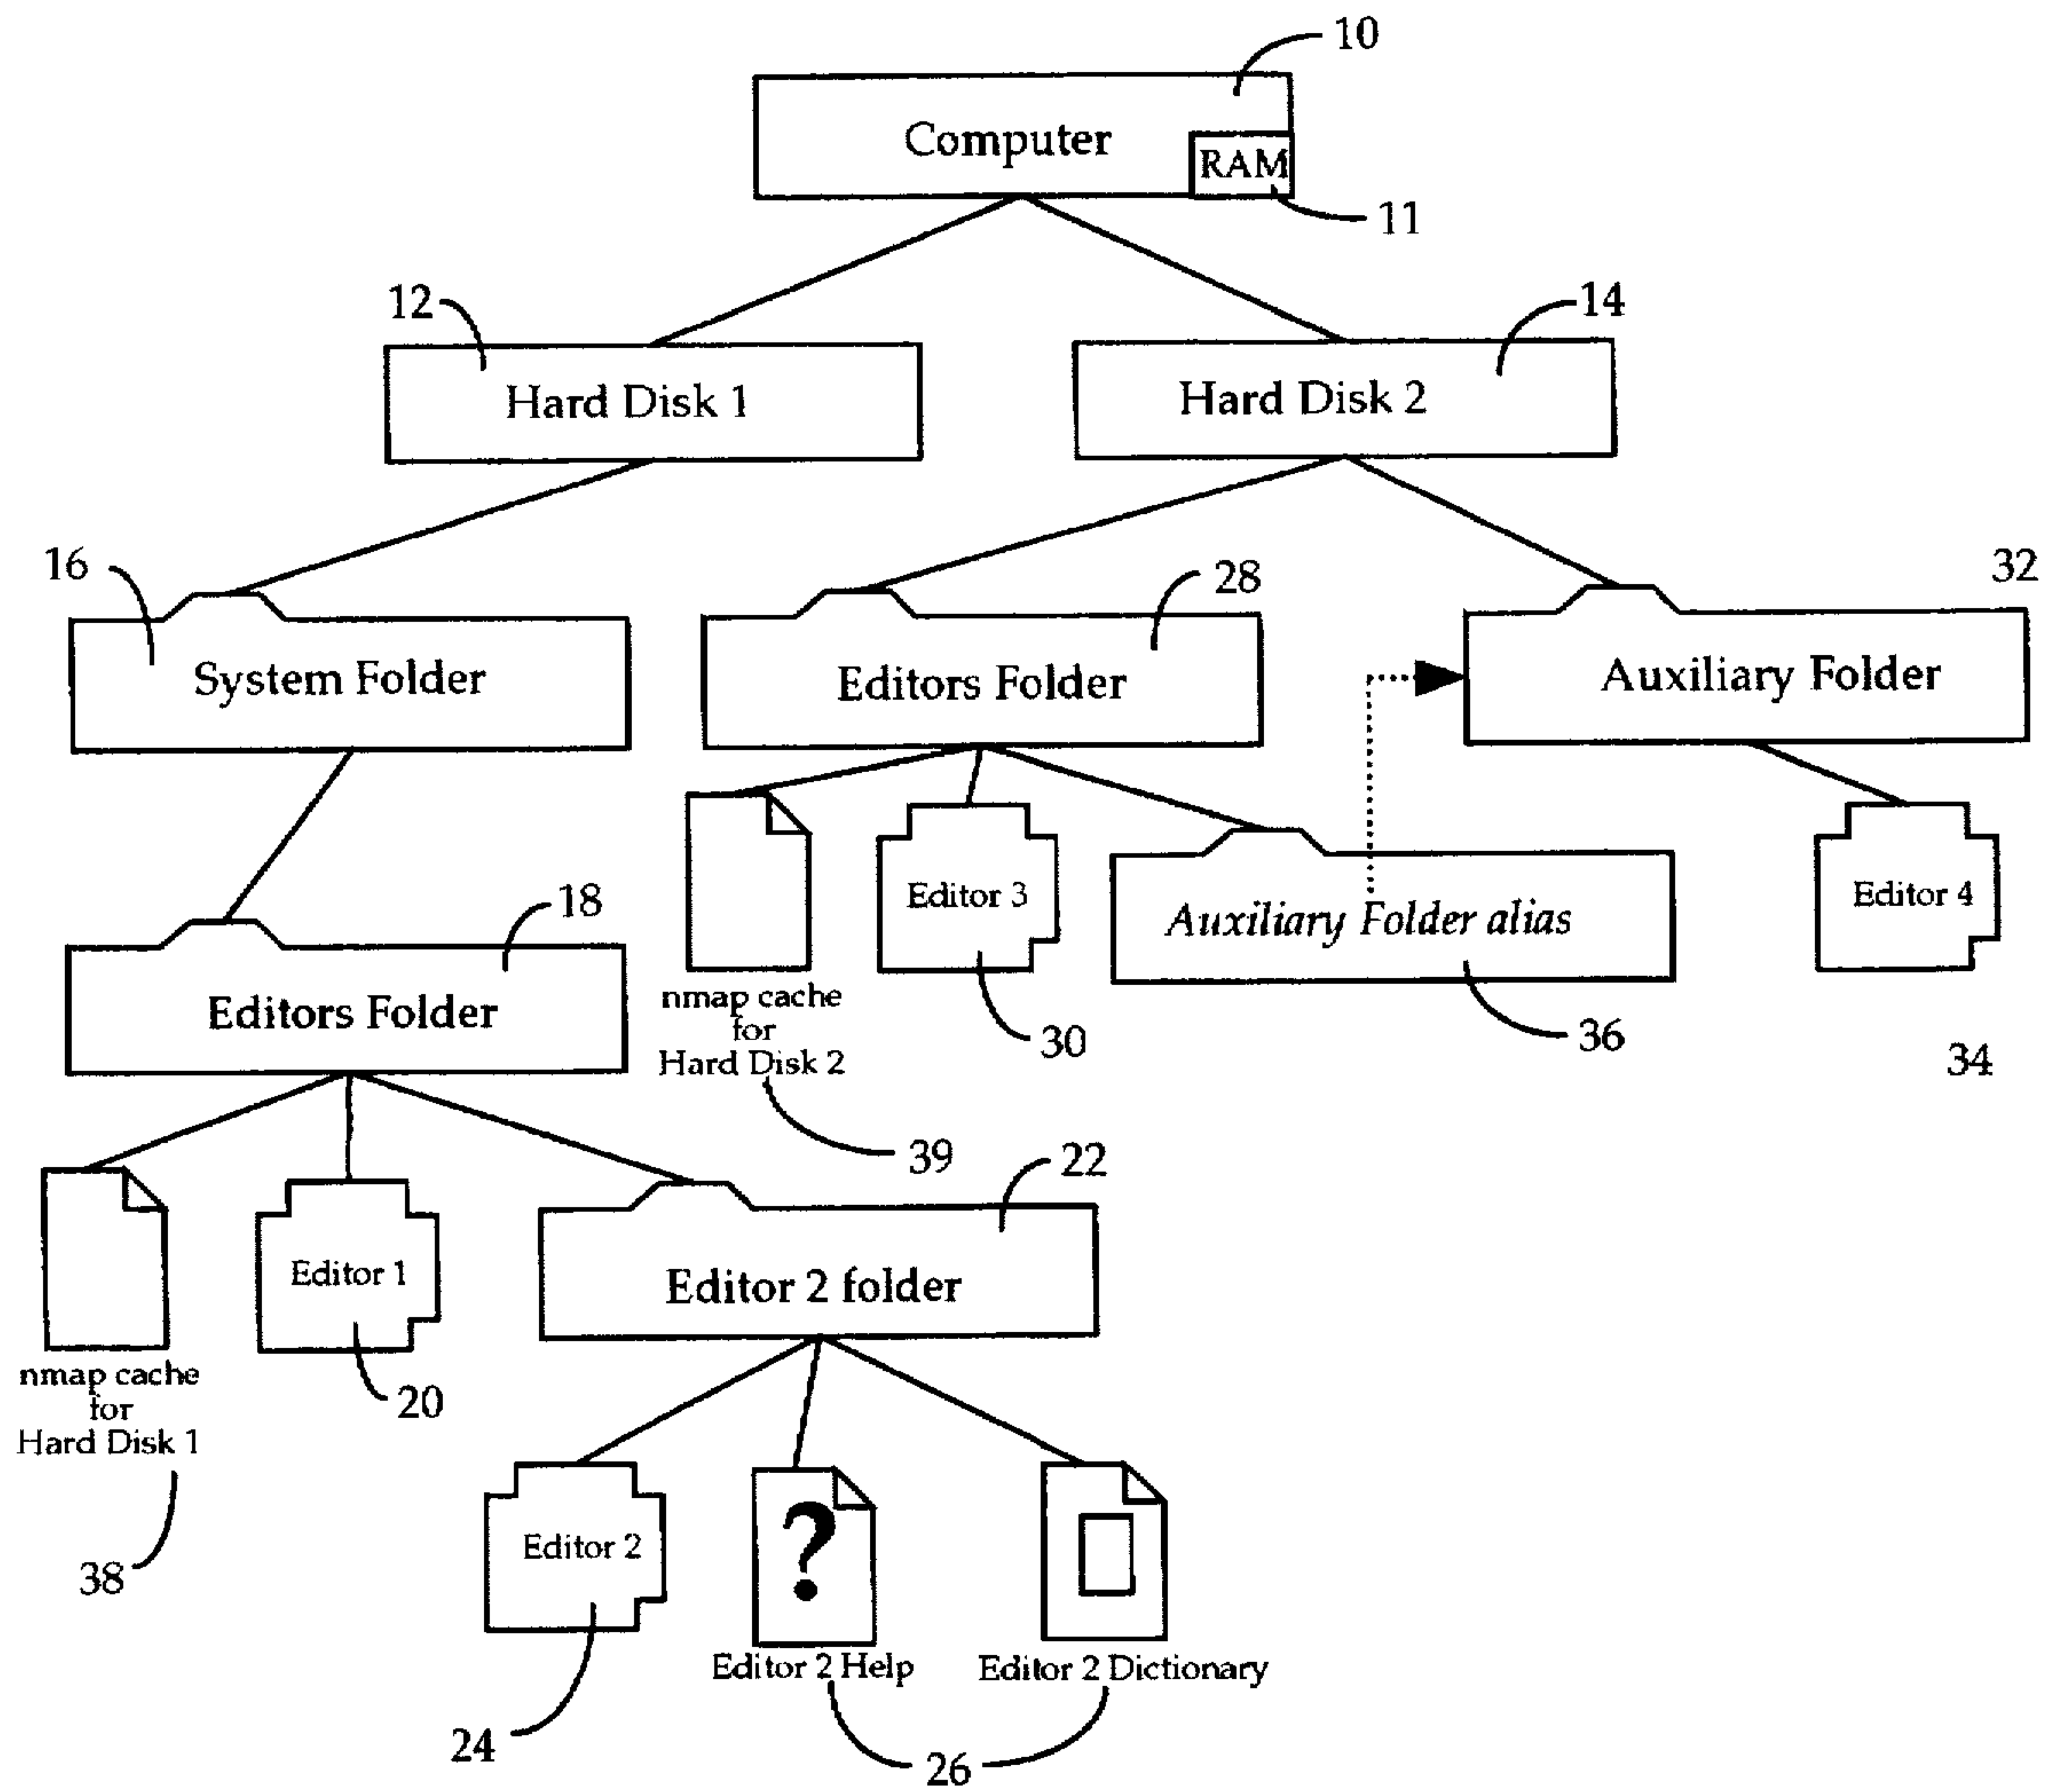 10
Computer
RAM
11
12
14
Hard Disk 1
Hard Disk 2
16
28
32
System Folder
Editors Folder
Auxiliary Folder
18
Editor 3
Auxiliary Folder alias
Editor 4
Editors Folder
nmap cache
for
Hard Disk 2
30
36
34
39
22
Editor 1
Editor 2 folder
nmap cache
for
Hard Disk 1
20
38
Editor 2
?
Editor 2 Help
Editor 2 Dictionary
24
26